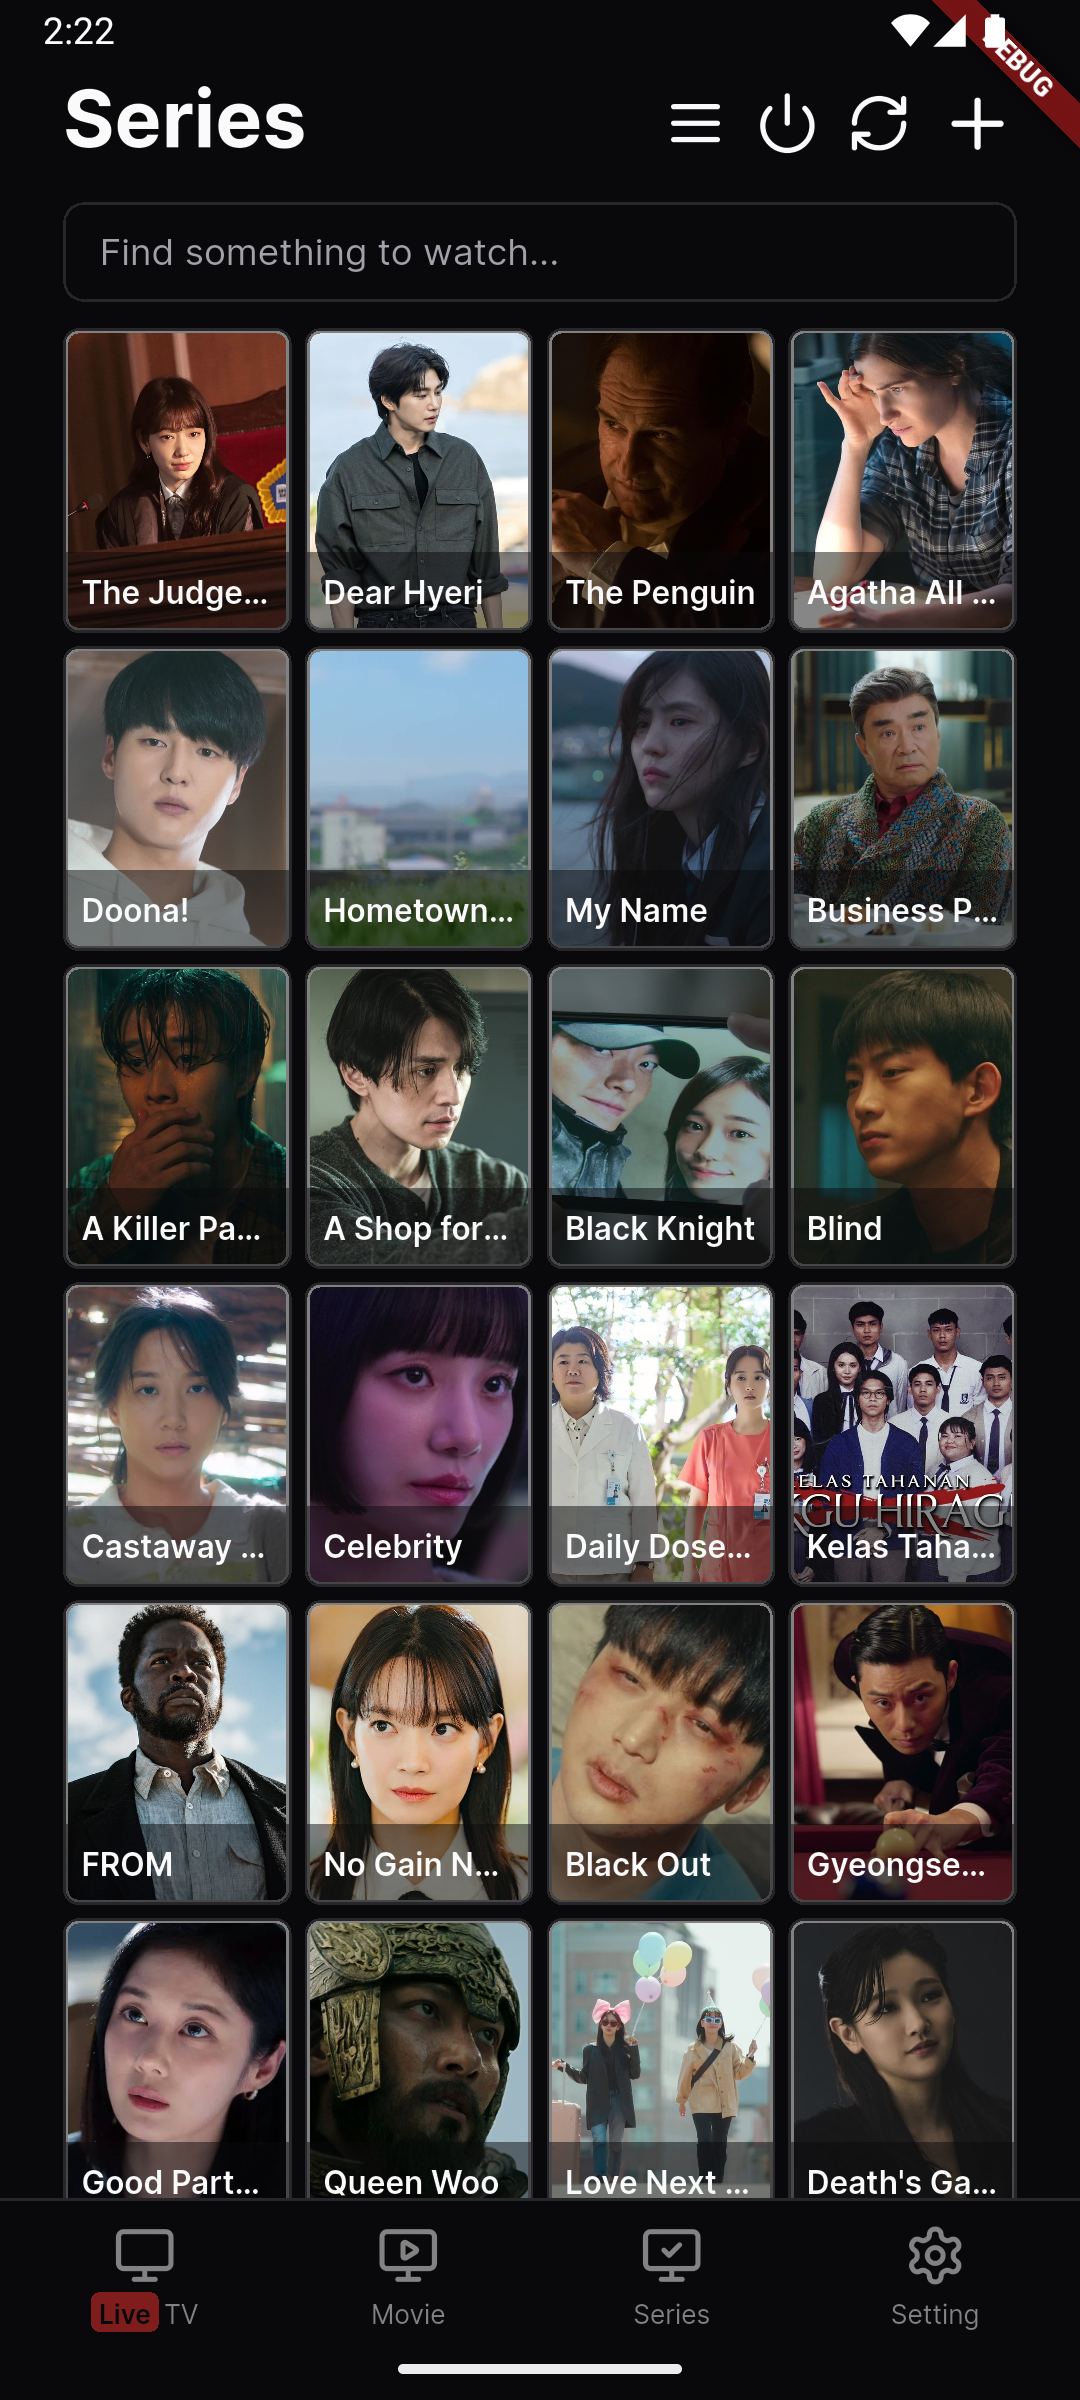 2:22
EBUG
Series
Find something to watch...
The Judge...
Dear Hyeri
The Penguin
Agatha All ...
Doona!
Hometown...
My Name
Business P...
A Killer Pa...
A Shop for...
Black Knight
Blind
Castaway ...
Celebrity
Daily Dose...
ELAS TAHANAN
KGU HIRAG
Kelas Taha...
FROM
No Gain N...
Black Out
Gyeongse...
Good Part...
Queen Woo
Love Next ...
Death's Ga...
Live TV
Movie
Series
Setting